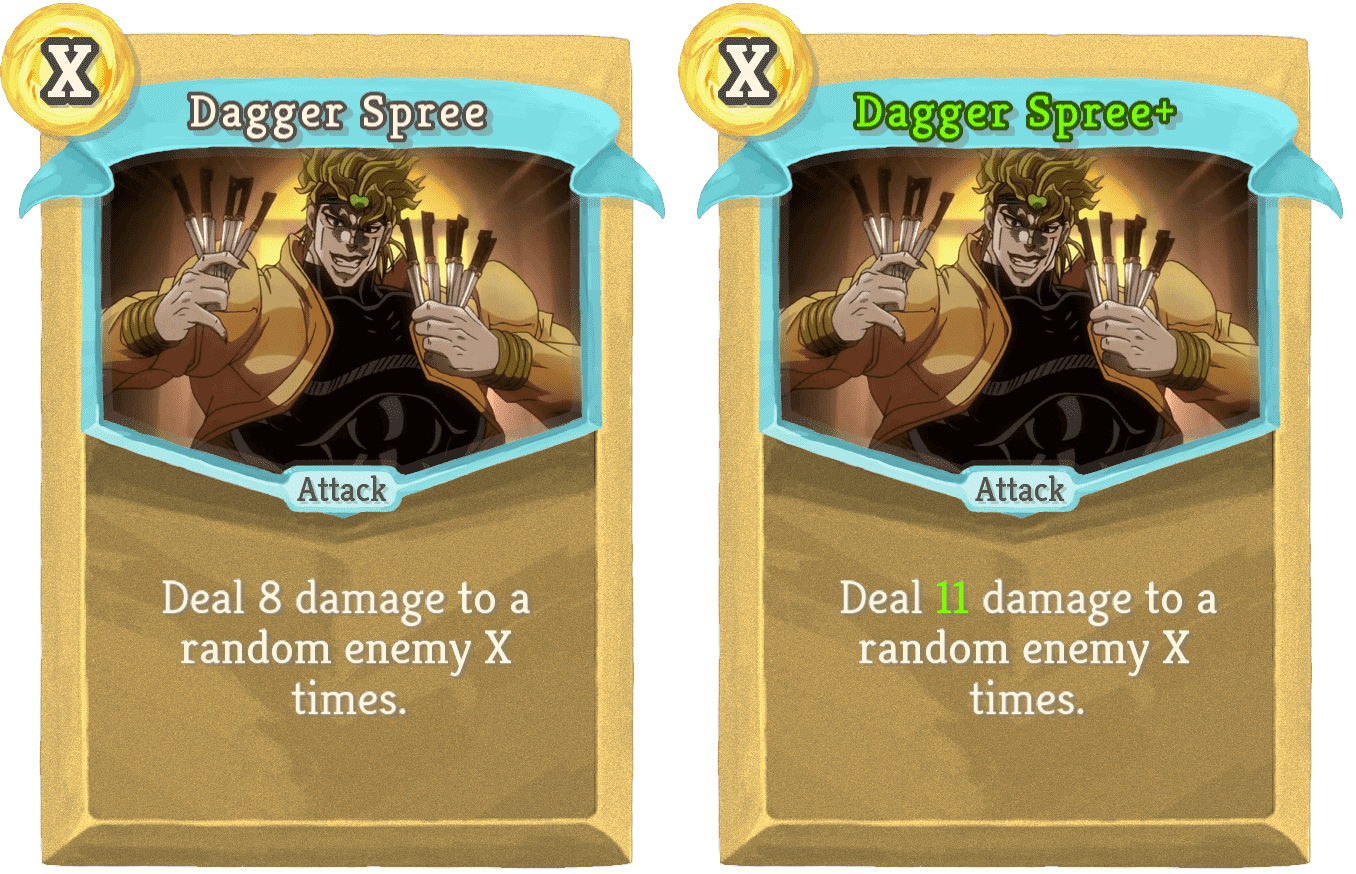 X
Dagger Spree
Attack
Deal 8 damage to a
random enemy X
times.
X
Dagger Spree+
Attack
Deal 11 damage to a
random enemy X
times.